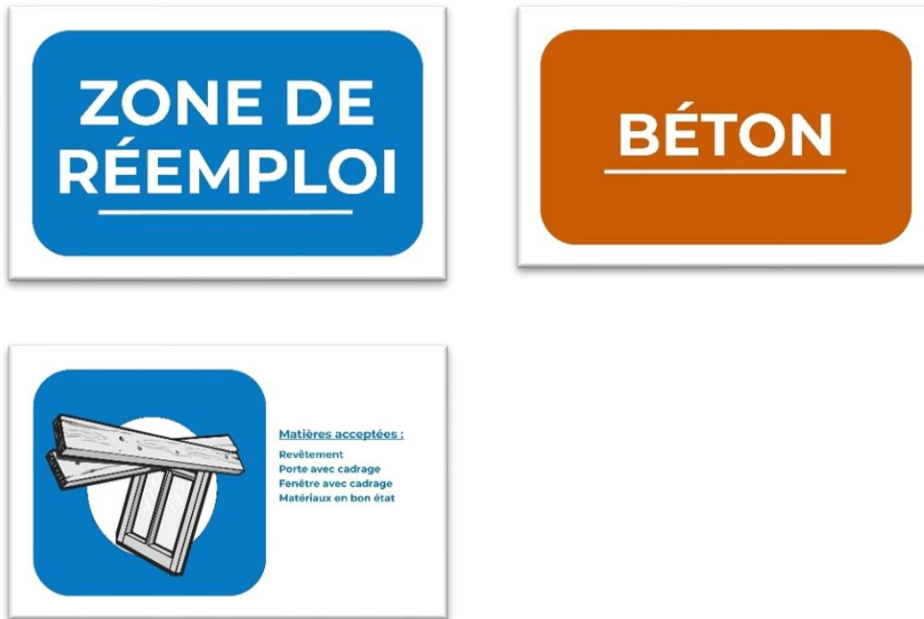 ZONE DE
RÉEMPLOI
BÉTON
Matières acceptées :
Revêtement
Porte avec cadrage
Fenêtre avec cadrage
Matériaux en bon état